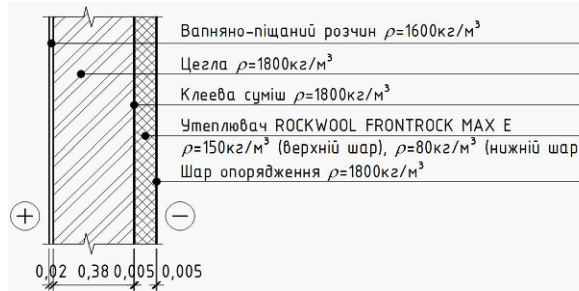 Вапняно-піщаний розчин ρ=1600кг/м³
Цегла ρ=1800кг/м³
Клеєва суміш ρ=1800кг/м³
Утеплювач ROCKWOOL FRONTROCK MAX E
ρ=150кг/м³ (верхній шар), ρ=80кг/м³ (нижній шар
Шар опорядження ρ=1800кг/м³
+ −
0,02 0,38 0,005 0,005